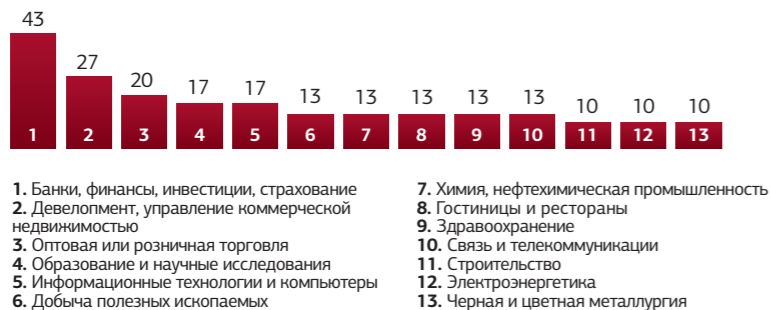 43
27
20
17
17
13
13
13
13
13
10
10
10
1
2
3
4
5
6
7
8
9
10
11
12
13
1. Банки, финансы, инвестиции, страхование
2. Девелопмент, управление коммерческой
недвижимостью
3. Оптовая или розничная торговля
4. Образование и научные исследования
5. Информационные технологии и компьютеры
6. Добыча полезных ископаемых
7. Химия, нефтехимическая промышленность
8. Гостиницы и рестораны
9. Здравоохранение
10. Связь и телекоммуникации
11. Строительство
12. Электроэнергетика
13. Черная и цветная металлургия